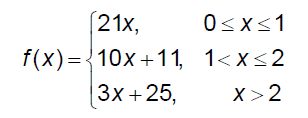 21x, 0 ≤ x ≤ 1
f(x) = { 10x + 11, 1 < x ≤ 2
3x + 25, x > 2